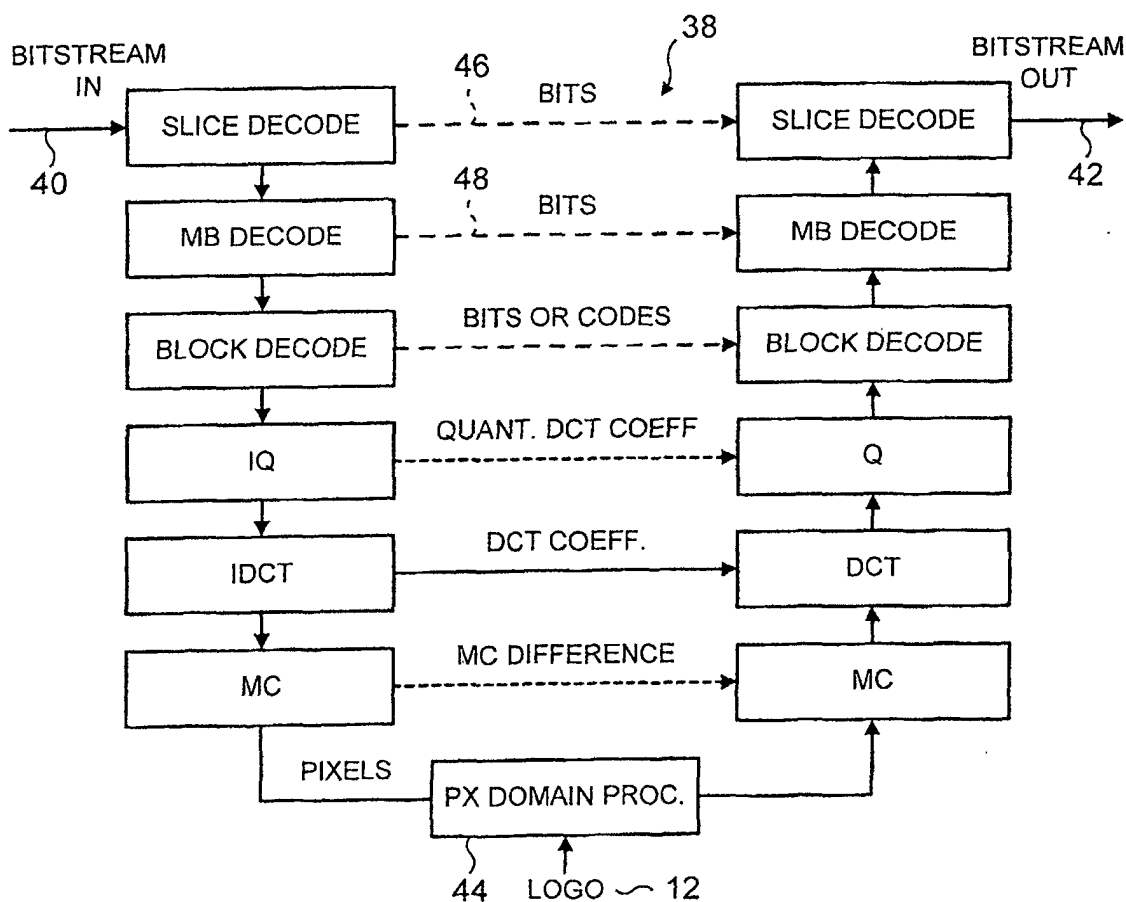 38
BITSTREAM
IN
46
BITS
BITSTREAM
OUT
SLICE DECODE
SLICE DECODE
40
42
48
BITS
MB DECODE
MB DECODE
BITS OR CODES
BLOCK DECODE
BLOCK DECODE
QUANT. DCT COEFF
IQ
Q
DCT COEFF.
IDCT
DCT
MC DIFFERENCE
MC
MC
PIXELS
PX DOMAIN PROC.
44
LOGO
12